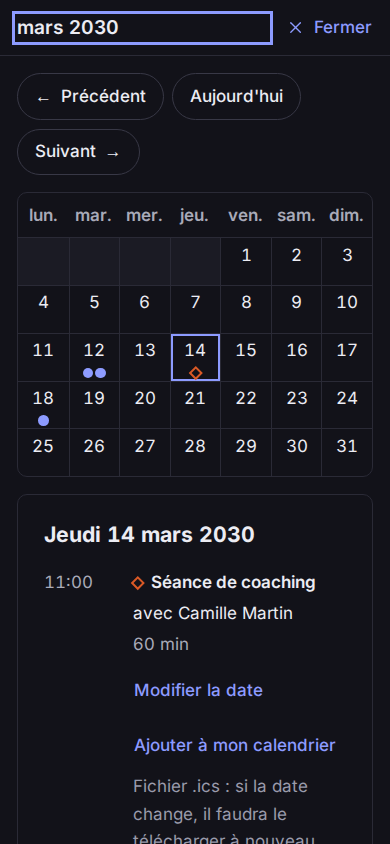 mars 2030
Fermer
← Précédent
Aujourd'hui
Suivant →
lun. mar. mer. jeu. ven. sam. dim.
1 2 3
4 5 6 7 8 9 10
11 12 13 14 15 16 17
18 19 20 21 22 23 24
25 26 27 28 29 30 31
Jeudi 14 mars 2030
11:00 Séance de coaching
avec Camille Martin
60 min
Modifier la date
Ajouter à mon calendrier
Fichier .ics : si la date
change, il faudra le
télécharger à nouveau